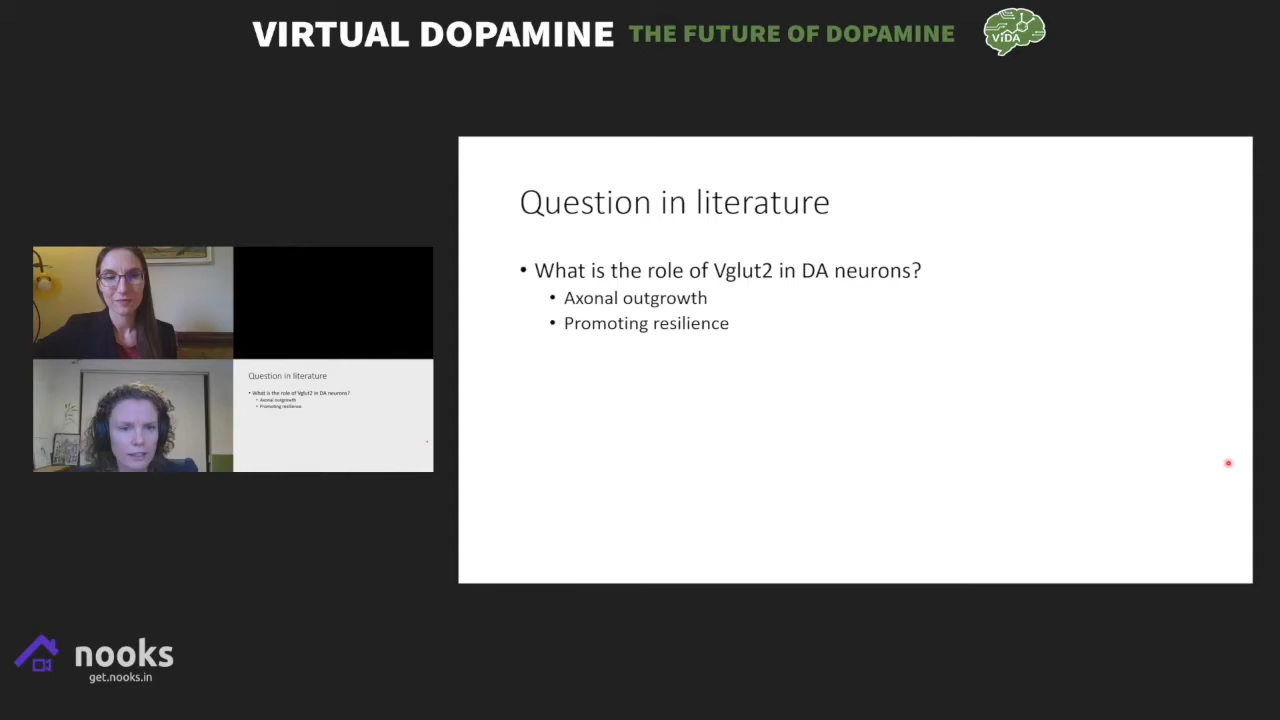 VIRTUAL DOPAMINE THE FUTURE OF DOPAMINE
ViDA
Question in literature
• What is the role of Vglut2 in DA neurons?
• Axonal outgrowth
• Promoting resilience
Question in literature
• What is the role of Vglut2 in DA neurons?
• Axonal outgrowth
• Promoting resilience
nooks
get.nooks.in